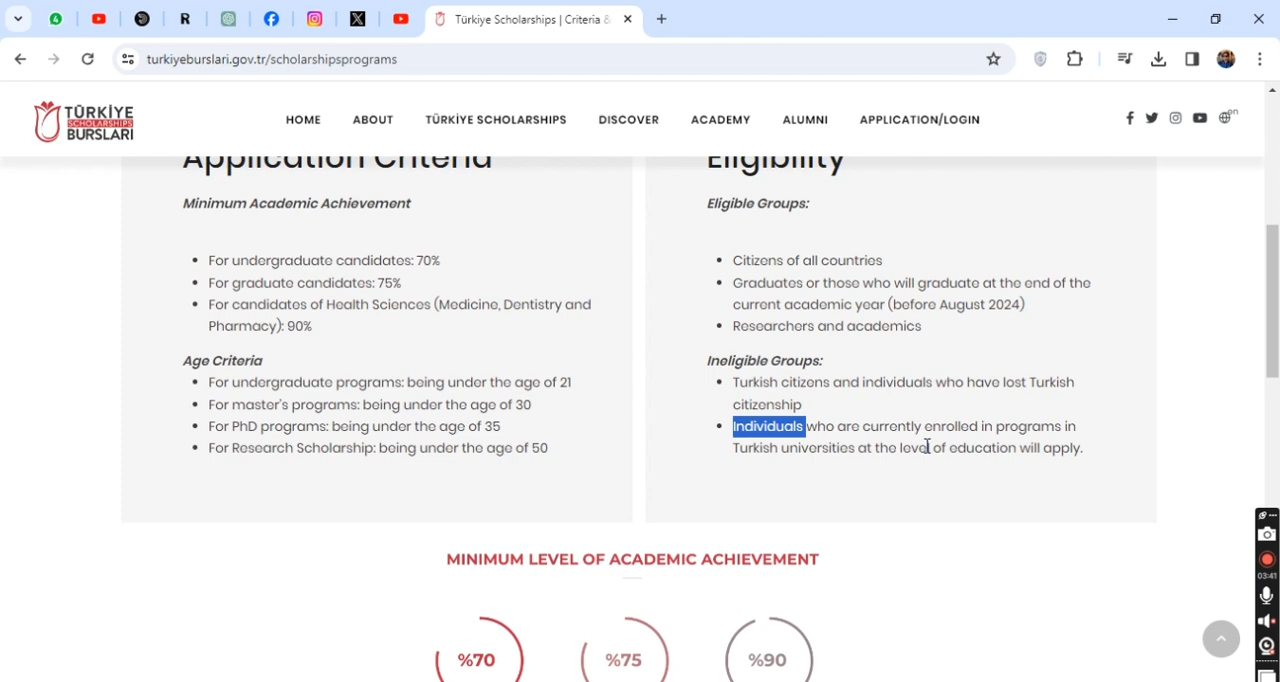 Türkiye Scholarships | Criteria &
turkiyeburslari.gov.tr/scholarshipsprograms
TÜRKİYE
SCHOLARSHIPS
BURSLARI
HOME
ABOUT
TÜRKİYE SCHOLARSHIPS
DISCOVER
ACADEMY
ALUMNI
APPLICATION/LOGIN
en
Application Criteria
Minimum Academic Achievement
For undergraduate candidates: 70%
For graduate candidates: 75%
For candidates of Health Sciences (Medicine, Dentistry and
Pharmacy): 90%
Age Criteria
For undergraduate programs: being under the age of 21
For master's programs: being under the age of 30
For PhD programs: being under the age of 35
For Research Scholarship: being under the age of 50
Eligibility
Eligible Groups:
Citizens of all countries
Graduates or those who will graduate at the end of the
current academic year (before August 2024)
Researchers and academics
Ineligible Groups:
Turkish citizens and individuals who have lost Turkish
citizenship
Individuals who are currently enrolled in programs in
Turkish universities at the level of education will apply.
MINIMUM LEVEL OF ACADEMIC ACHIEVEMENT
%70
%75
%90
03:41